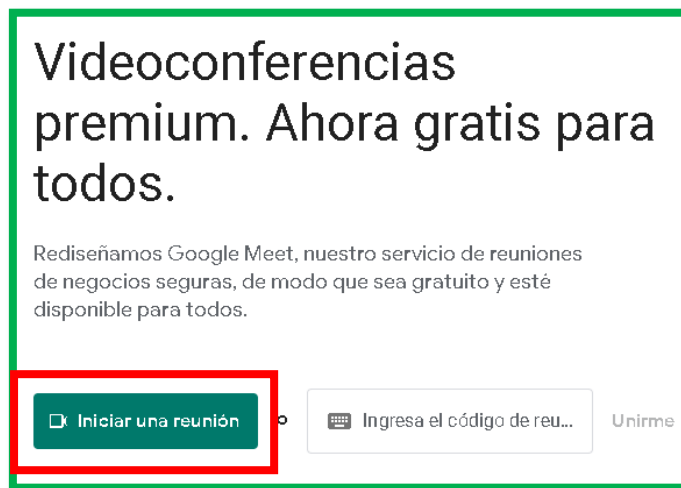 Videoconferencias
premium. Ahora gratis para
todos.
Rediseñamos Google Meet, nuestro servicio de reuniones
de negocios seguras, de modo que sea gratuito y esté
disponible para todos.
Iniciar una reunión o Ingresa el código de reu... Unirme